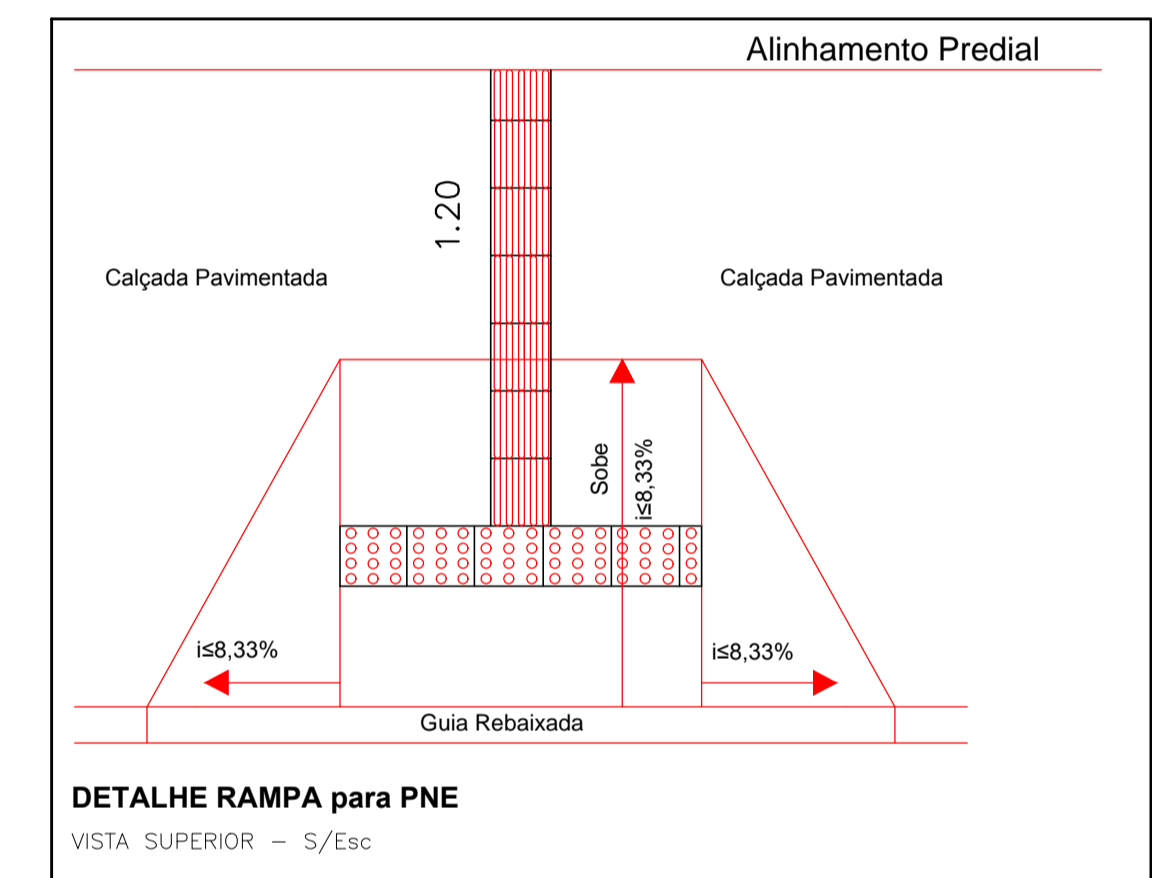 Alinhamento Predial
1.20
Calçada Pavimentada
Calçada Pavimentada
Sobe
i≤8,33%
i≤8,33%
i≤8,33%
Guia Rebaixada
DETALHE RAMPA para PNE
VISTA SUPERIOR – S/Esc